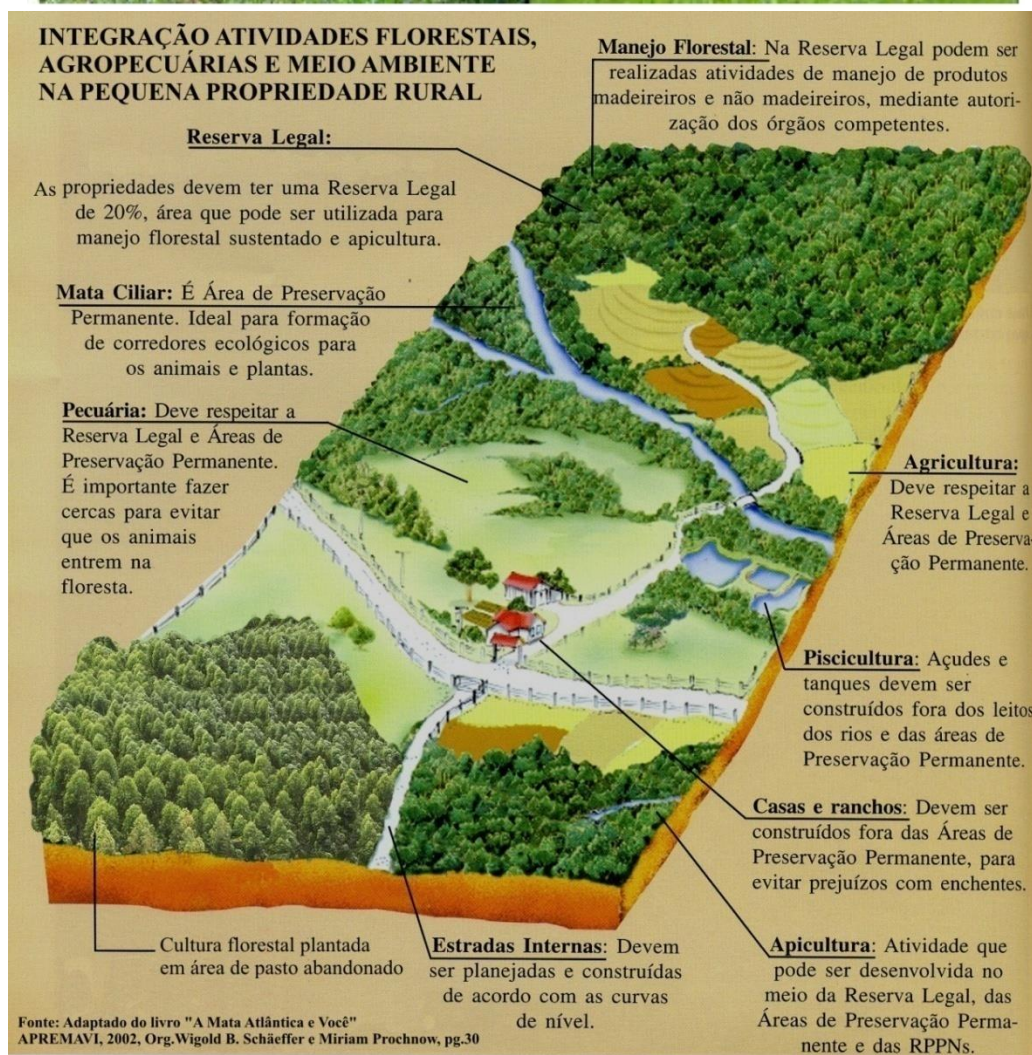 INTEGRAÇÃO ATIVIDADES FLORESTAIS,
AGROPECUÁRIAS E MEIO AMBIENTE
NA PEQUENA PROPRIEDADE RURAL
Reserva Legal:
As propriedades devem ter uma Reserva Legal
de 20%, área que pode ser utilizada para
manejo florestal sustentado e apicultura.
Manejo Florestal: Na Reserva Legal podem ser
realizadas atividades de manejo de produtos
madeireiros e não madeireiros, mediante autori-
zação dos órgãos competentes.
Mata Ciliar: É Área de Preservação
Permanente. Ideal para formação
de corredores ecológicos para
os animais e plantas.
Pecuária: Deve respeitar a
Reserva Legal e Áreas de
Preservação Permanente.
É importante fazer
cercas para evitar
que os animais
entrem na
floresta.
Agricultura:
Deve respeitar a
Reserva Legal e
Áreas de Preserva-
ção Permanente.
Piscicultura: Açudes e
tanques devem ser
construídos fora dos leitos
dos rios e das áreas de
Preservação Permanente.
Casas e ranchos: Devem ser
construídos fora das Áreas de
Preservação Permanente, para
evitar prejuízos com enchentes.
Cultura florestal plantada
em área de pasto abandonado
Estradas Internas: Devem
ser planejadas e construídas
de acordo com as curvas
de nível.
Apicultura: Atividade que
pode ser desenvolvida no
meio da Reserva Legal, das
Áreas de Preservação Perma-
nente e das RPPNs.
Fonte: Adaptado do livro "A Mata Atlântica e Você"
APREMAVI, 2002, Org.Wigold B. Schäeffer e Miriam Prochnow, pg.30